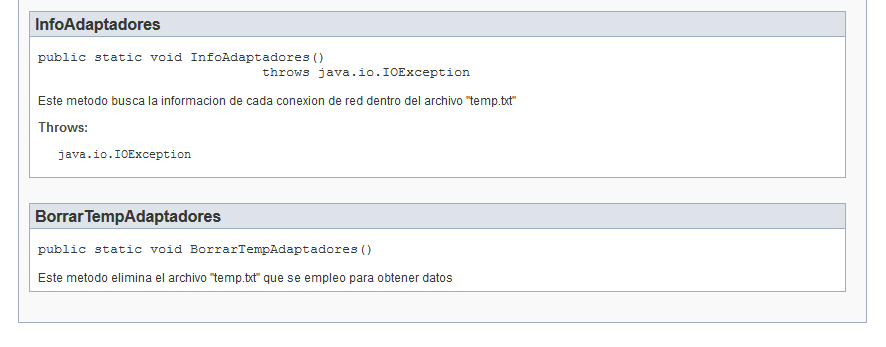 InfoAdaptadores
public static void InfoAdaptadores()
throws java.io.IOException
Este metodo busca la informacion de cada conexion de red dentro del archivo "temp.txt"
Throws:
java.io.IOException
BorrarTempAdaptadores
public static void BorrarTempAdaptadores()
Este metodo elimina el archivo "temp.txt" que se empleo para obtener datos